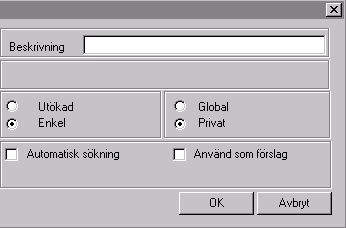 Beskrivning
Utökad
Global
Enkel
Privat
Automatisk sökning
Använd som förslag
OK
Avbryt